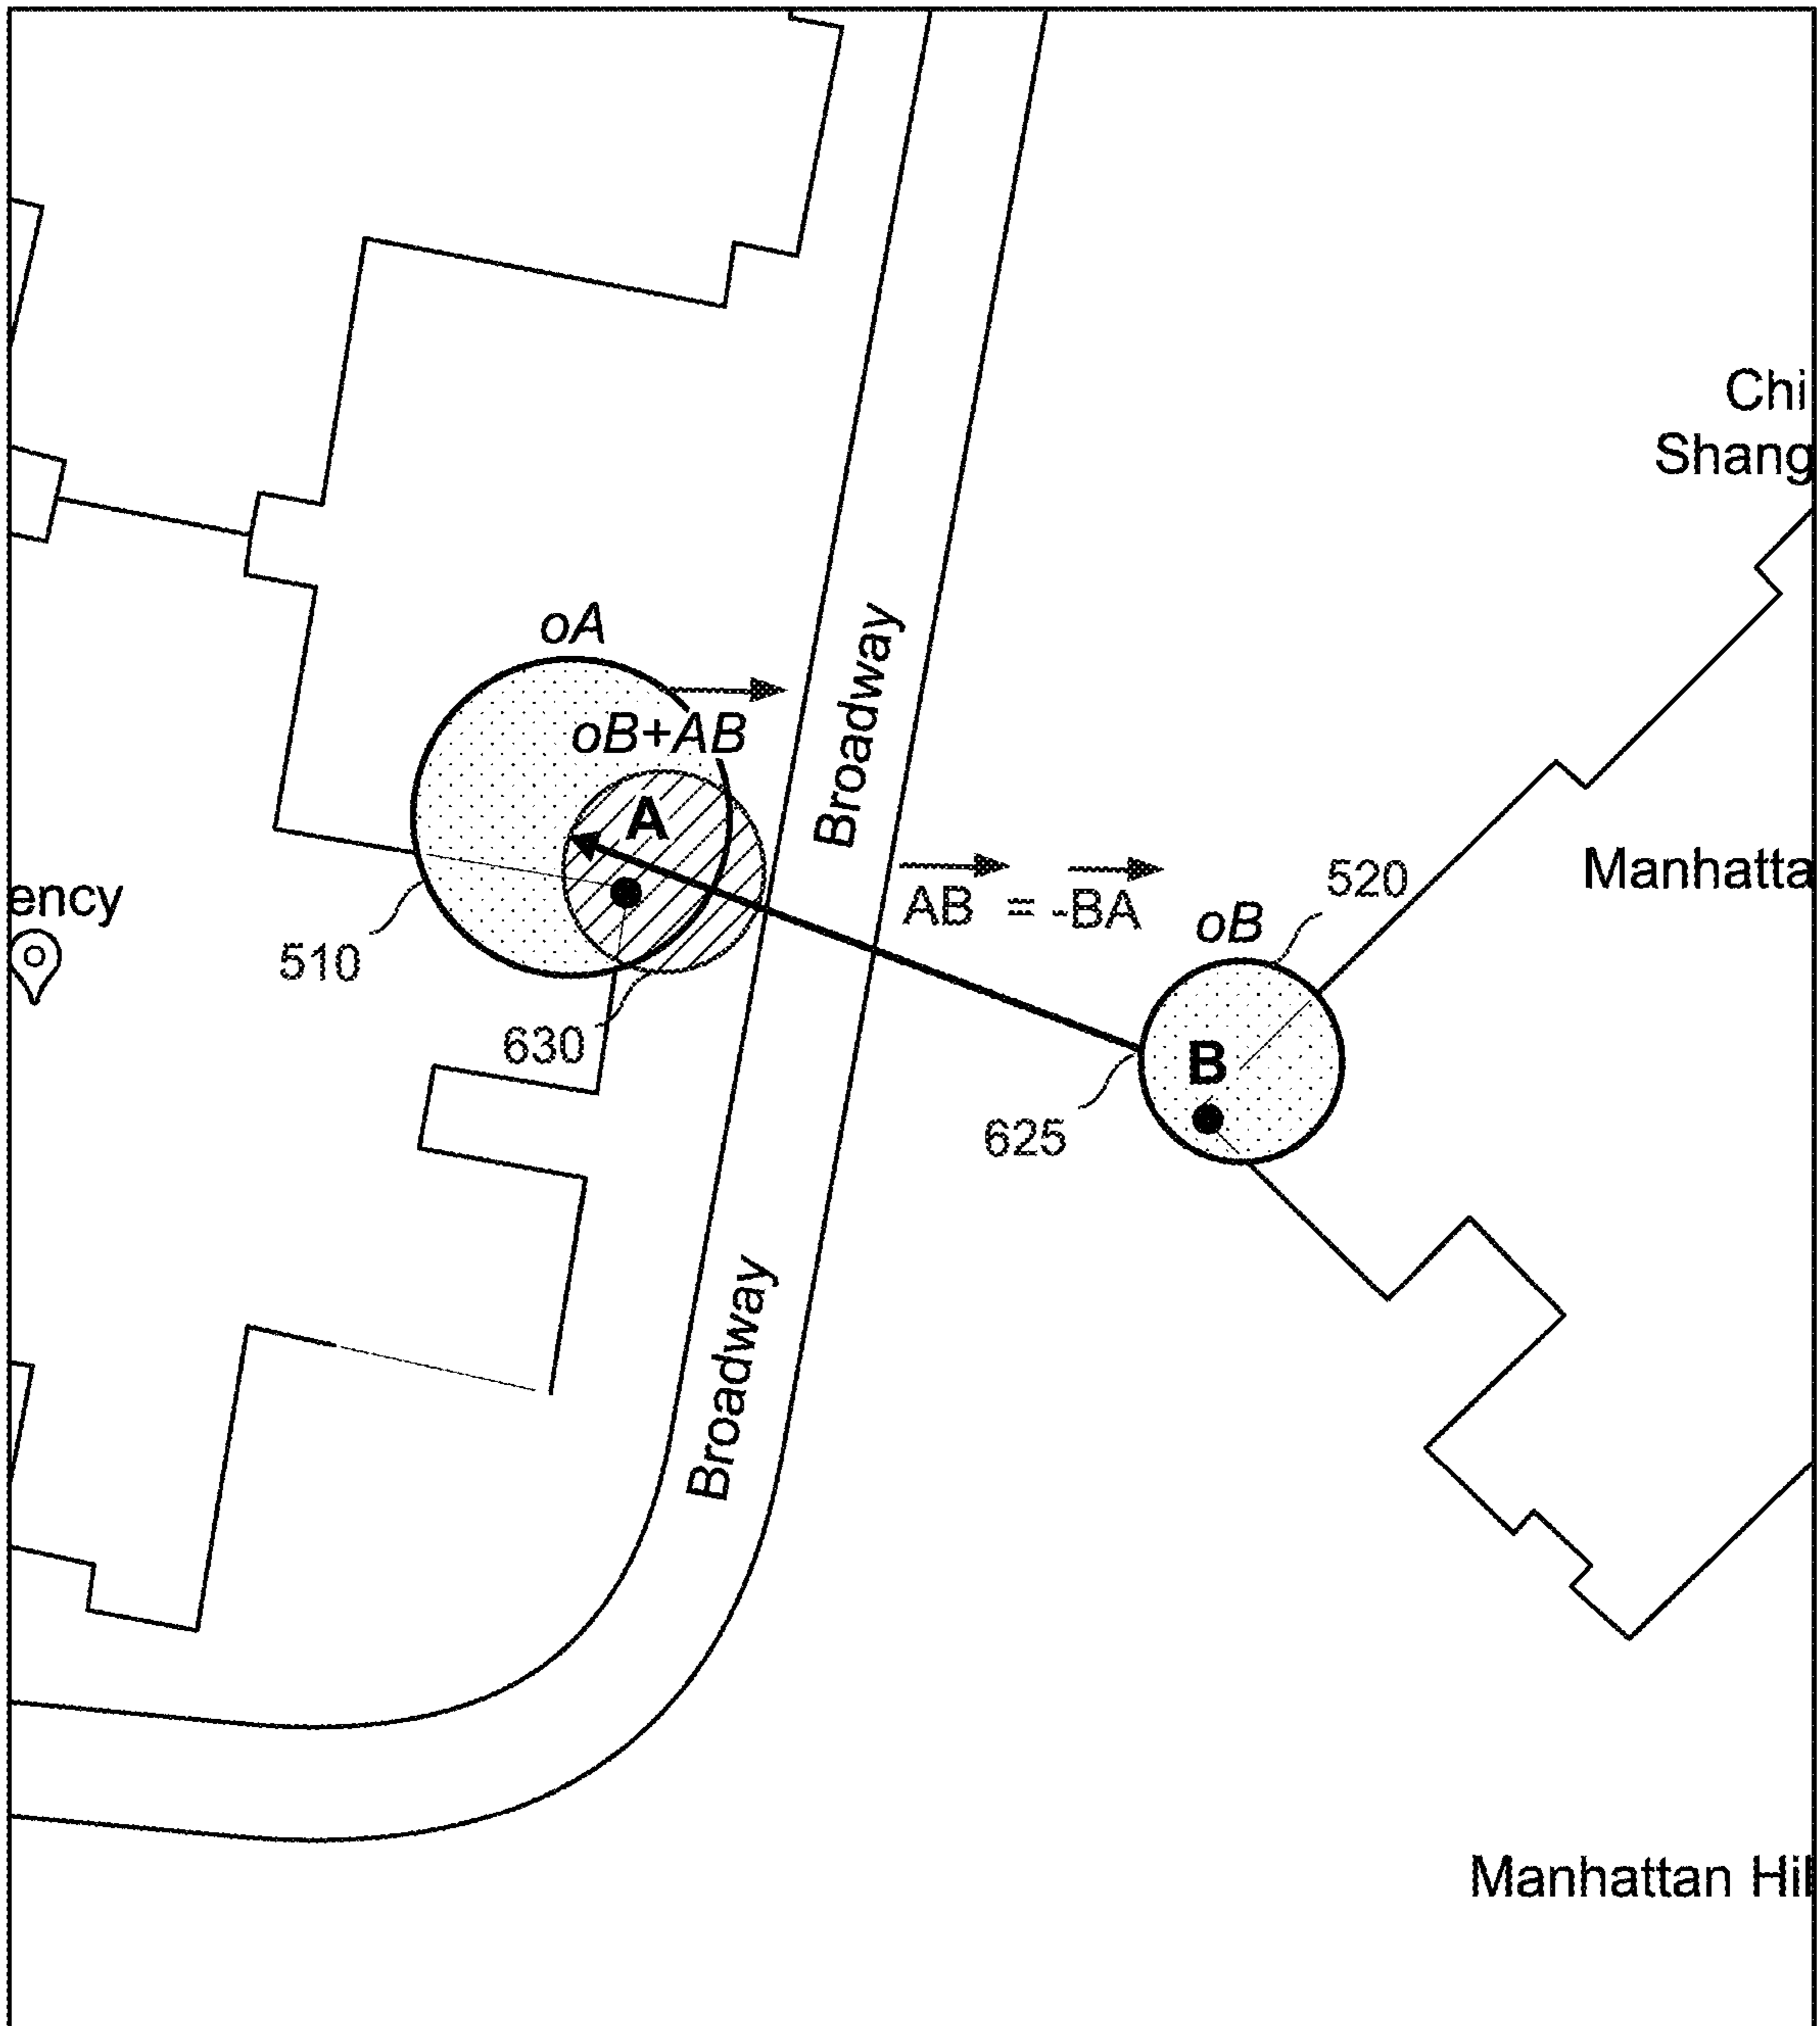 Chi
Shang
oA
oB+AB
Broadway
A
Manhatta
AB = -BA
520
ency
oB
510
630
B
625
Broadway
Manhattan Hil